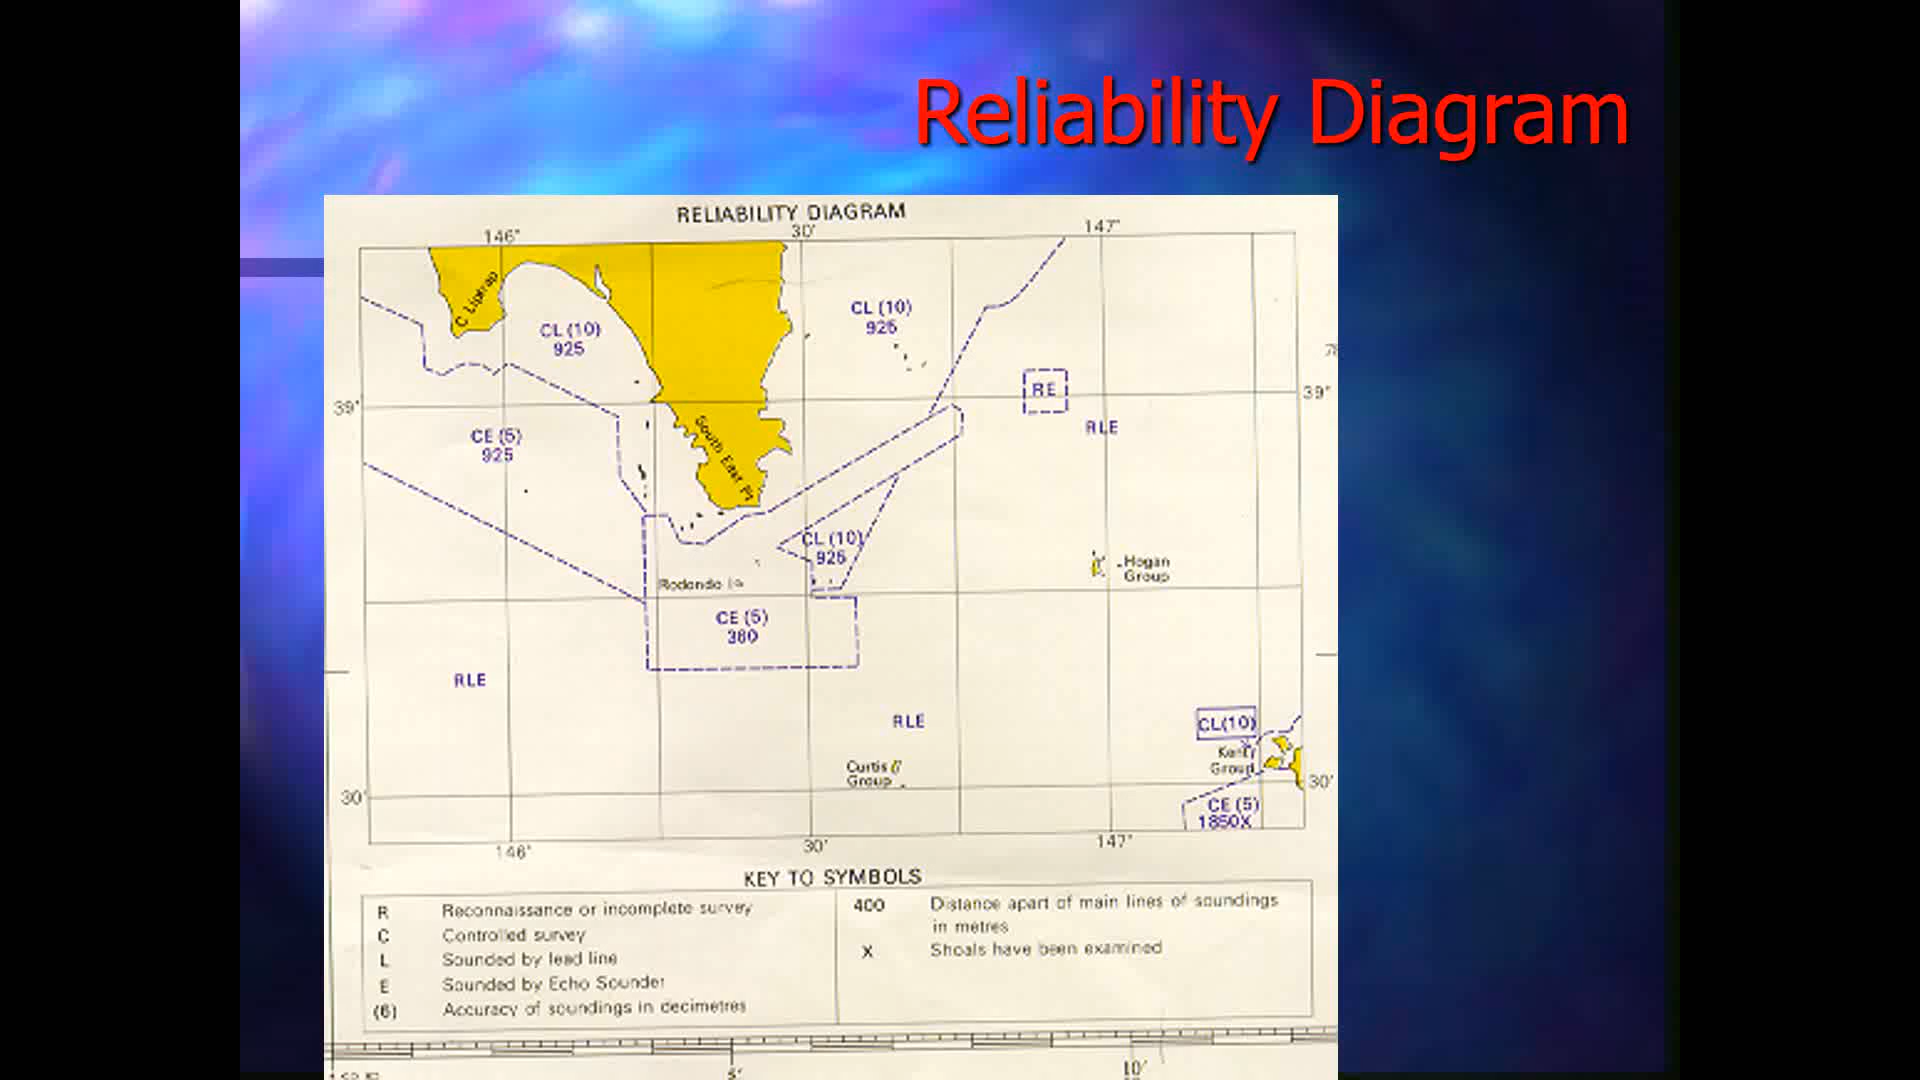 Reliability Diagram
RELIABILITY DIAGRAM
146°
30'
147°
C Liptrap
CL (10)
925
CL (10)
925
39°
39°
RE
RLE
CE (5)
925
South East Pt
CL (10)
925
Hogan
Group
Rodondo I
CE (5)
360
RLE
RLE
CL(10)
Kent
Group
Curtis
Group
30'
30'
CE (5)
1850X
146°
30'
147°
KEY TO SYMBOLS
R Reconnaissance or incomplete survey
C Controlled survey
L Sounded by lead line
E Sounded by Echo Sounder
(6) Accuracy of soundings in decimetres
400 Distance apart of main lines of soundings
in metres
X Shoals have been examined
5'
10'